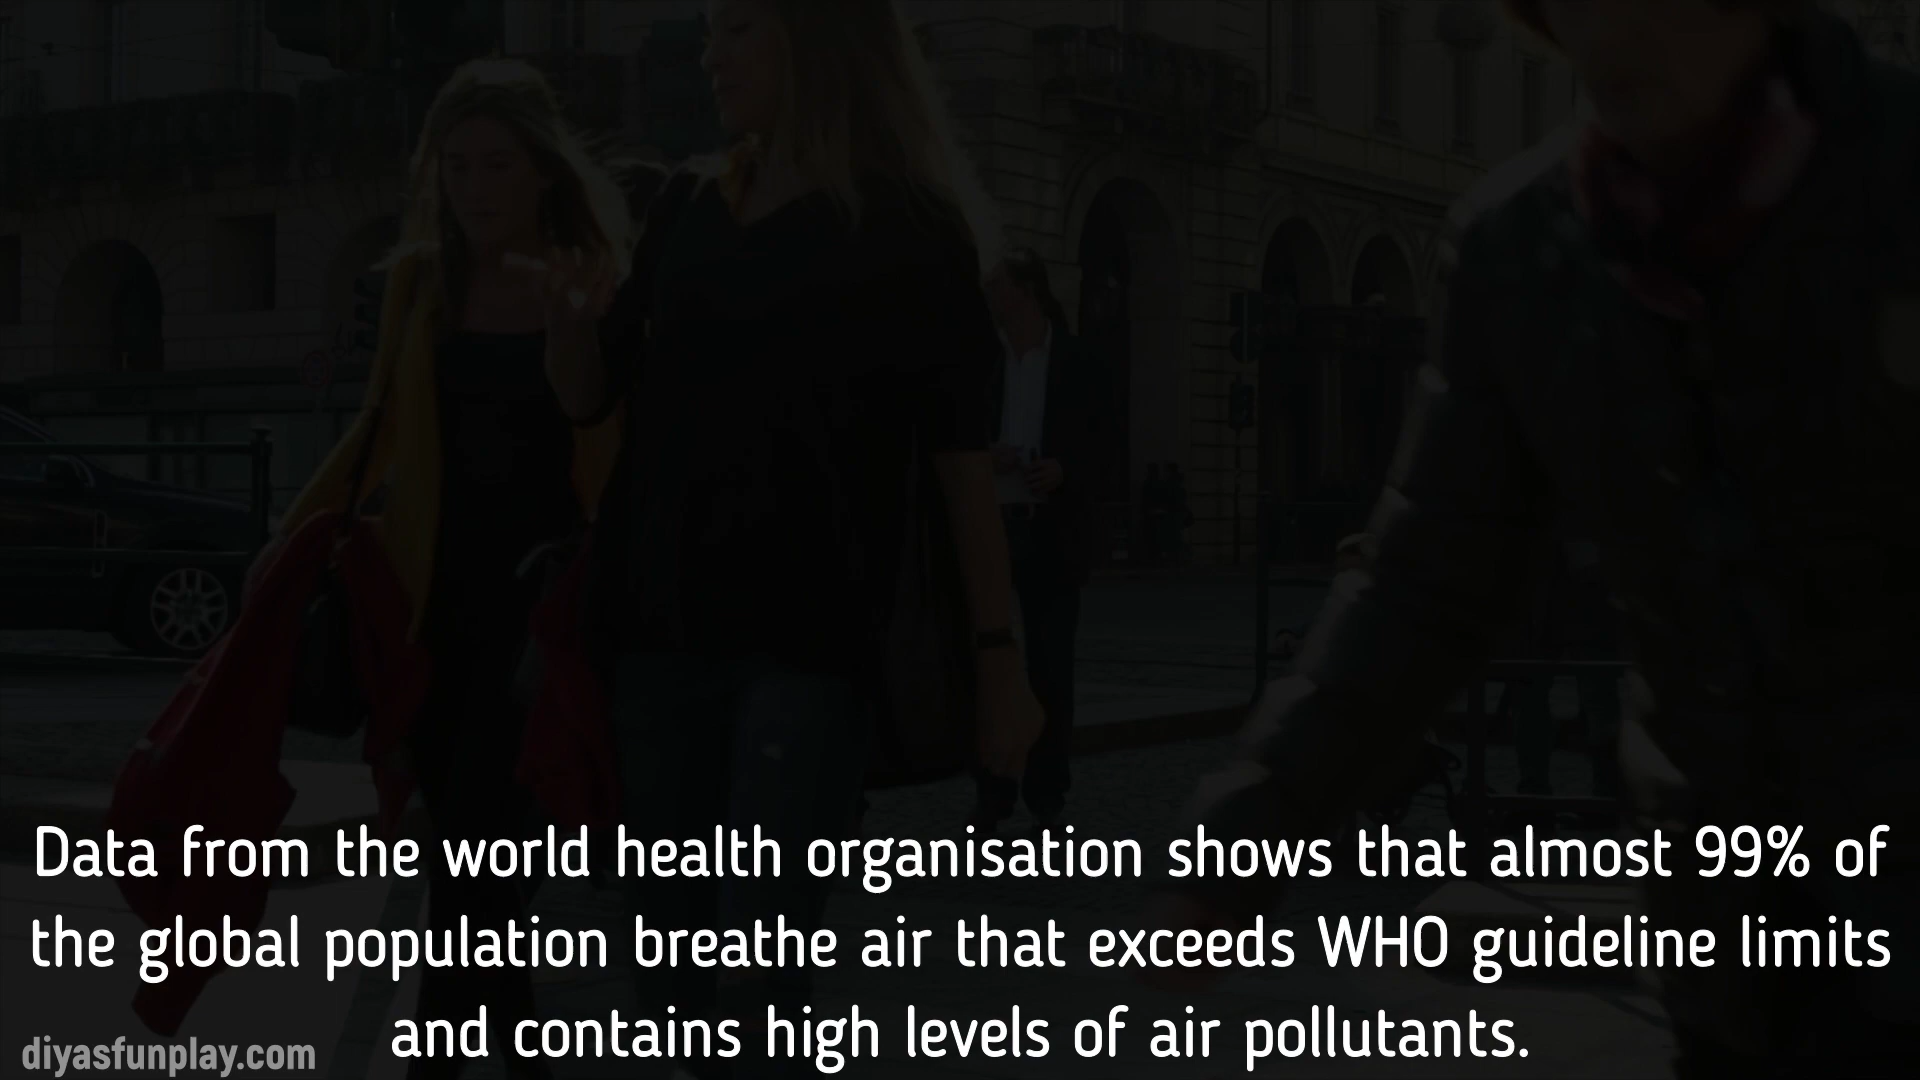 Data from the world health organisation shows that almost 99% of
the global population breathe air that exceeds WHO guideline limits
and contains high levels of air pollutants.
diyasfunplay.com